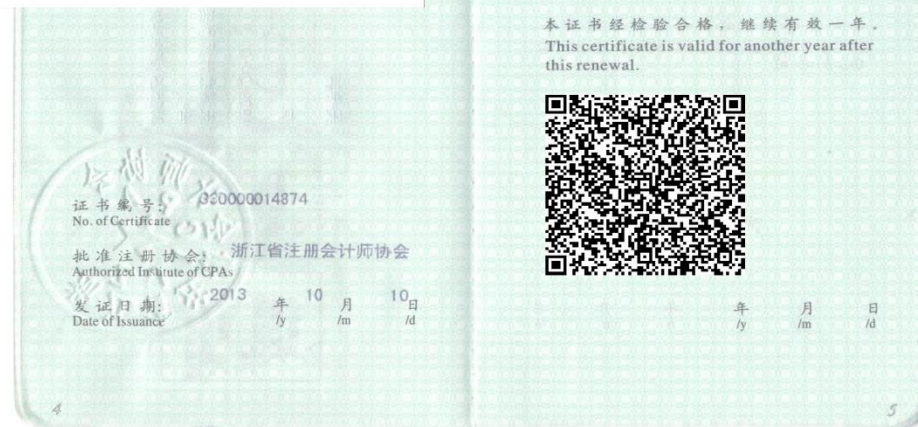 证书编号:
No. of Certificate
批准注册协会: 浙江省注册会计师协会
Authorized Institute of CPAs
发证日期: 2013 年 10 月 10 日
Date of Issuance /y /m /d
4
本证书经检验合格，继续有效一年。
This certificate is valid for another year after
this renewal.
年 月 日
/y /m /d
5